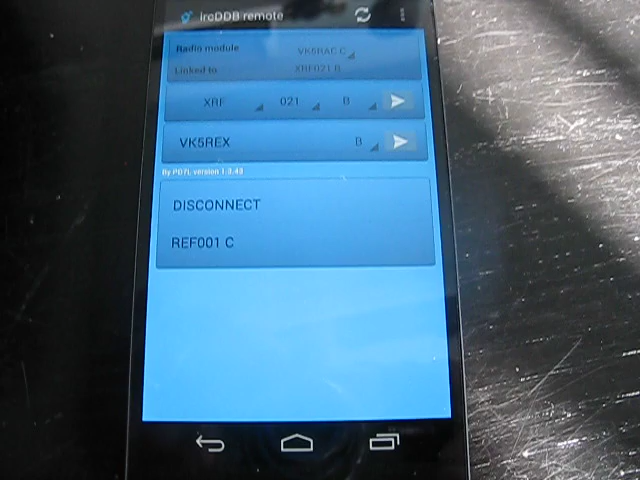 ircDDB remote
Radio module VK5RAC C
Linked to XRF021 B
XRF 021 B
VK5REX B
By PD7L version 1.3.43
DISCONNECT
REF001 C